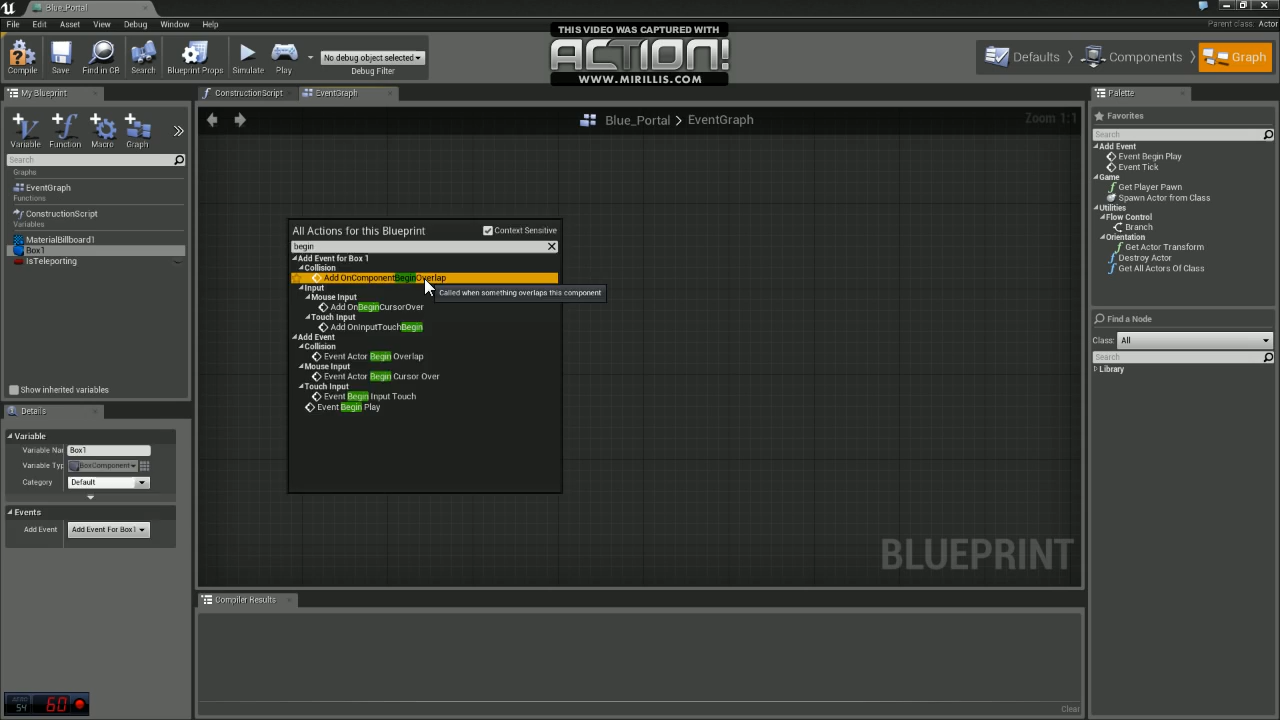 Blue_Portal
Parent class: Actor
File Edit Asset View Debug Window Help
THIS VIDEO WAS CAPTURED WITH
ACTION!
WWW.MIRILLIS.COM
Compile Save Find in CB Search Blueprint Props Simulate Play
No debug object selected
Debug Filter
Defaults Components Graph
My Blueprint
ConstructionScript EventGraph
Palette
Variable Function Macro Graph
Search
Graphs
EventGraph
Functions
ConstructionScript
Variables
MaterialBillboard1
Box1
IsTeleporting
Show inherited variables
Details
Variable
Variable Na Box1
Variable Typ BoxComponent
Category Default
Events
Add Event Add Event For Box1
Blue_Portal > EventGraph
Zoom 1:1
All Actions for this Blueprint Context Sensitive
begin
Add Event for Box 1
Collision
Add OnComponentBeginOverlap
Called when something overlaps this component
Input
Mouse Input
Add OnBeginCursorOver
Touch Input
Add OnInputTouchBegin
Add Event
Collision
Event Actor Begin Overlap
Mouse Input
Event Actor Begin Cursor Over
Touch Input
Event Begin Input Touch
Event Begin Play
BLUEPRINT
Compiler Results
Clear
Favorites
Search
Add Event
Event Begin Play
Event Tick
Game
Get Player Pawn
Spawn Actor from Class
Utilities
Flow Control
Branch
Orientation
Get Actor Transform
Destroy Actor
Get All Actors Of Class
Find a Node
Class: All
Search
Library
54 60